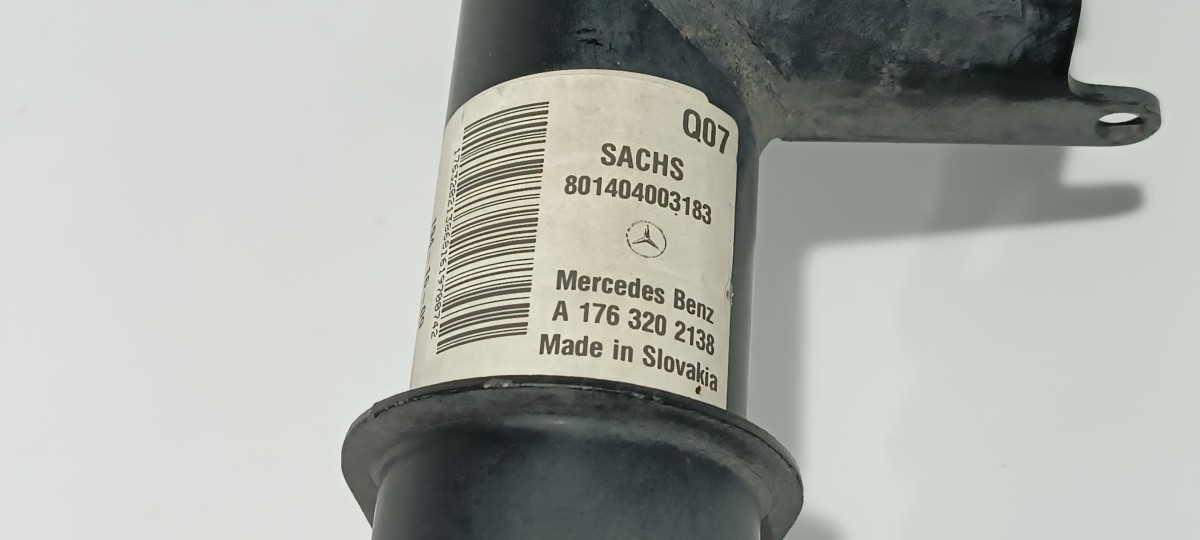 Q07
SACHS
801404003183
Mercedes Benz
A 176 320 2138
Made in Slovakia